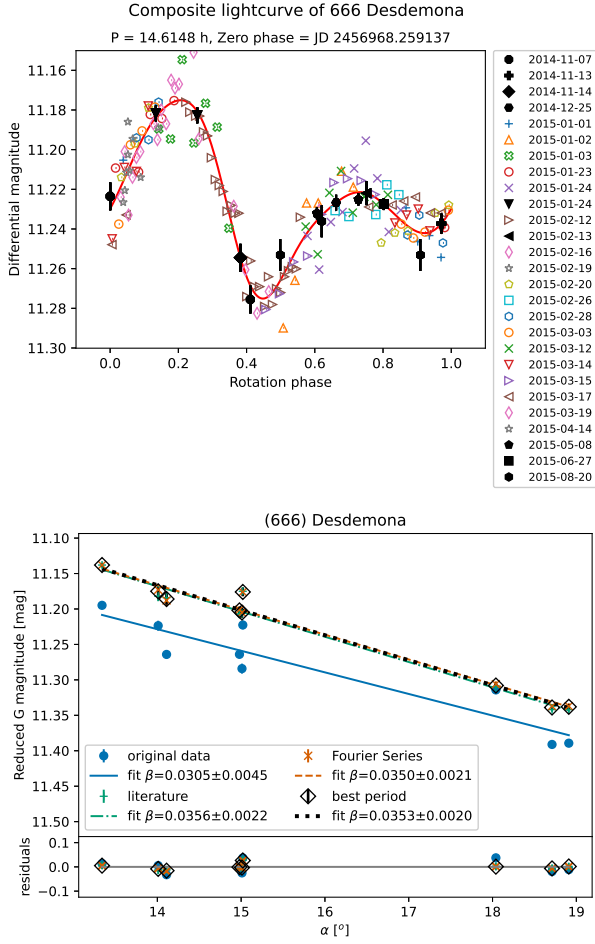 Composite lightcurve of 666 Desdemona
P = 14.6148 h, Zero phase = JD 2456968.259137
11.16
11.18
11.20
11.22
11.24
11.26
11.28
11.30
Differential magnitude
0.0 0.2 0.4 0.6 0.8 1.0
Rotation phase
2014-11-07
2014-11-13
2014-11-14
2014-12-25
2015-01-01
2015-01-02
2015-01-03
2015-01-23
2015-01-24
2015-01-24
2015-02-12
2015-02-13
2015-02-16
2015-02-19
2015-02-20
2015-02-26
2015-02-28
2015-03-03
2015-03-12
2015-03-14
2015-03-15
2015-03-17
2015-03-19
2015-04-14
2015-05-08
2015-06-27
2015-08-20
(666) Desdemona
11.10
11.15
11.20
11.25
11.30
11.35
11.40
11.45
11.50
Reduced G magnitude [mag]
original data
fit β=0.0305±0.0045
literature
fit β=0.0356±0.0022
Fourier Series
fit β=0.0350±0.0021
best period
fit β=0.0353±0.0020
0.1
0.0
−0.1
residuals
14 15 16 17 18 19
α [°]